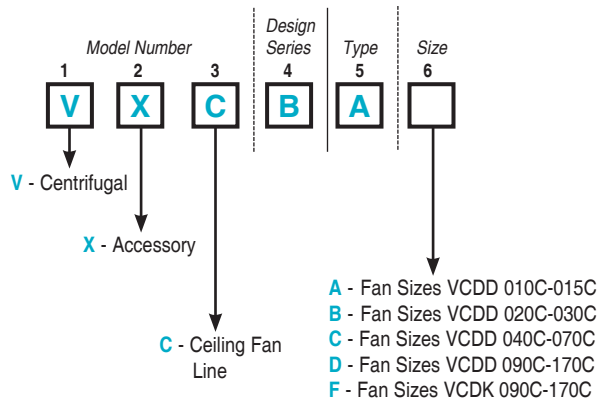 Design
Model Number Series Type Size
1 2 3 4 5 6
V X C B A
V - Centrifugal
X - Accessory
C - Ceiling Fan
Line
A - Fan Sizes VCDD 010C-015C
B - Fan Sizes VCDD 020C-030C
C - Fan Sizes VCDD 040C-070C
D - Fan Sizes VCDD 090C-170C
F - Fan Sizes VCDK 090C-170C